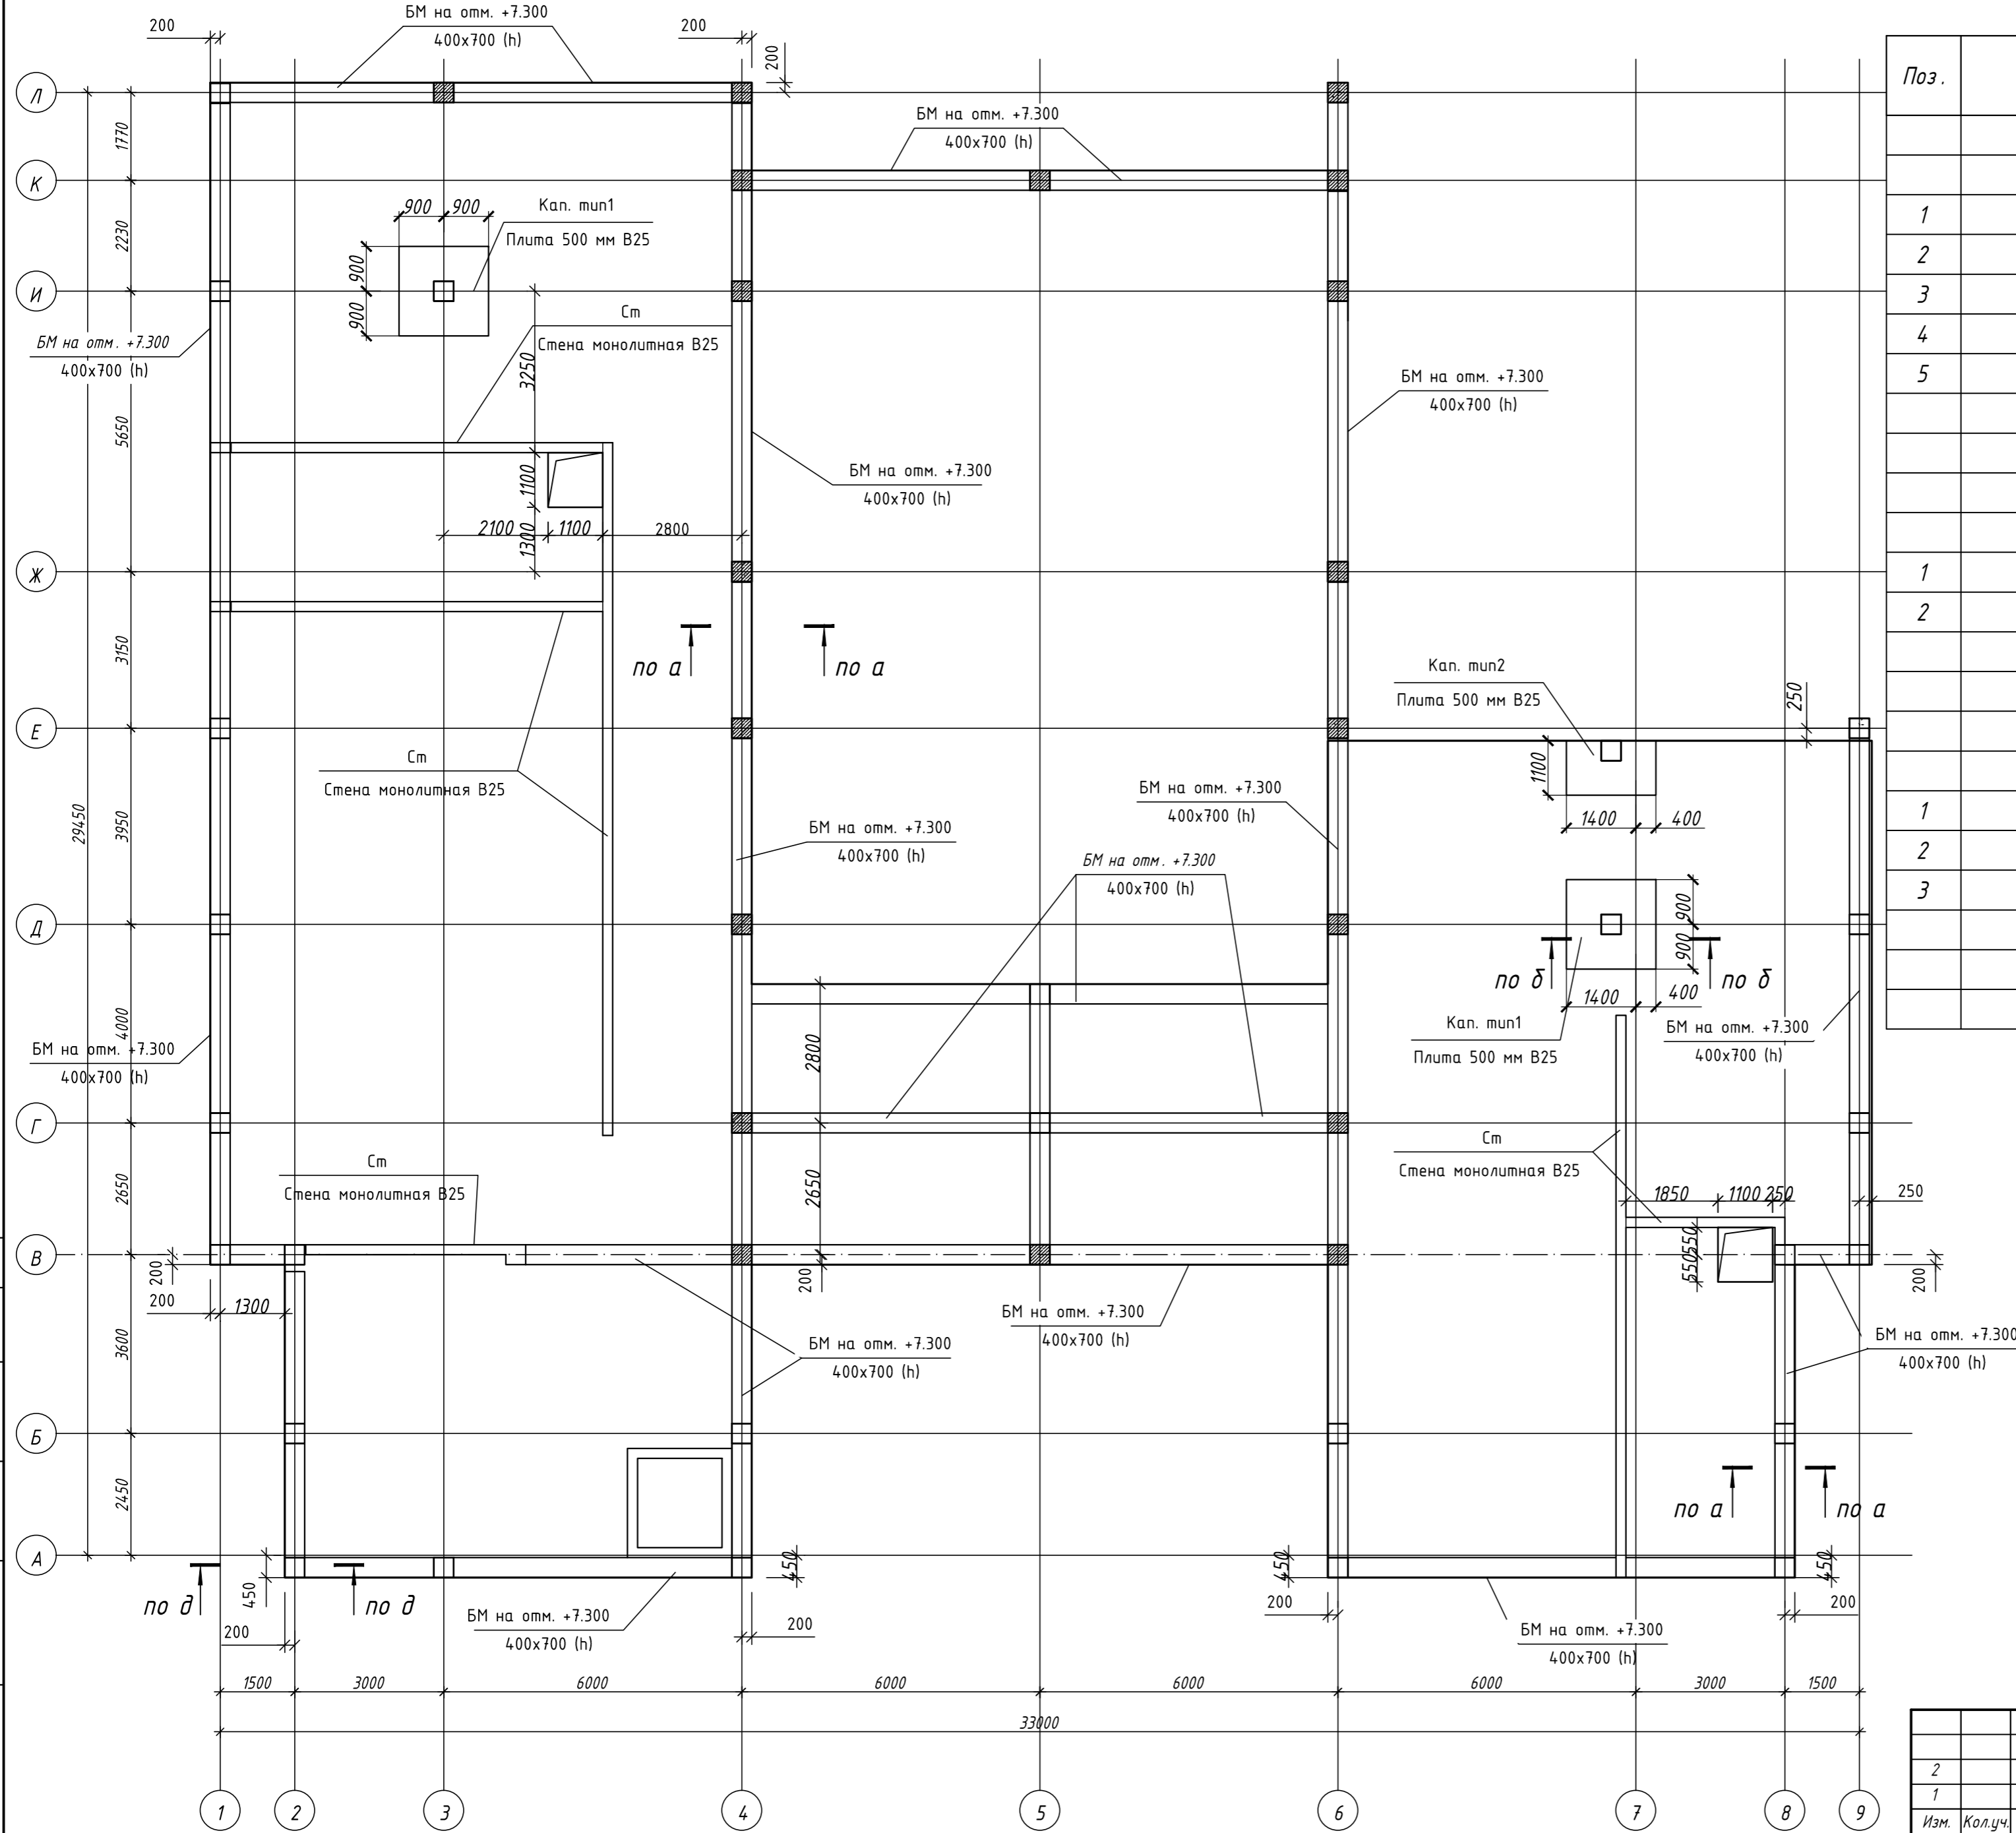 БМ на отм. +7.300
400х700 (h)
200
200
200
Поз.
Л
1770
БМ на отм. +7.300
400х700 (h)
К
2230
900 900
Кап. тип1
Плита 500 мм В25
1
2
900
900
И
3
Ст
Стена монолитная В25
БМ на отм. +7.300
400х700 (h)
3250
4
5
БМ на отм. +7.300
400х700 (h)
5650
БМ на отм. +7.300
400х700 (h)
1100
2100 1100 2800
1300
Ж
1
2
3150
по а
по а
Кап. тип2
Плита 500 мм В25
250
Е
Ст
Стена монолитная В25
1100
БМ на отм. +7.300
400х700 (h)
29450
3950
БМ на отм. +7.300
400х700 (h)
1400 400
1
2
3
БМ на отм. +7.300
400х700 (h)
900
900
Д
по б
по б
1400 400
4000
БМ на отм. +7.300
400х700 (h)
2800
Кап. тип1
Плита 500 мм В25
БМ на отм. +7.300
400х700 (h)
Г
Ст
Стена монолитная В25
Ст
Стена монолитная В25
2650
2650
1850 1100 250
250
550
550
В
200
200
200
200
1300
БМ на отм. +7.300
400х700 (h)
БМ на отм. +7.300
400х700 (h)
БМ на отм. +7.300
400х700 (h)
3600
Б
2450
по а
по а
А
450
450
450
450
по д
по д
БМ на отм. +7.300
400х700 (h)
200
200
200
200
БМ на отм. +7.300
400х700 (h)
1500 3000 6000 6000 6000 6000 3000 1500
33000
2
1
Изм. Кол.уч.
1 2 3 4 5 6 7 8 9